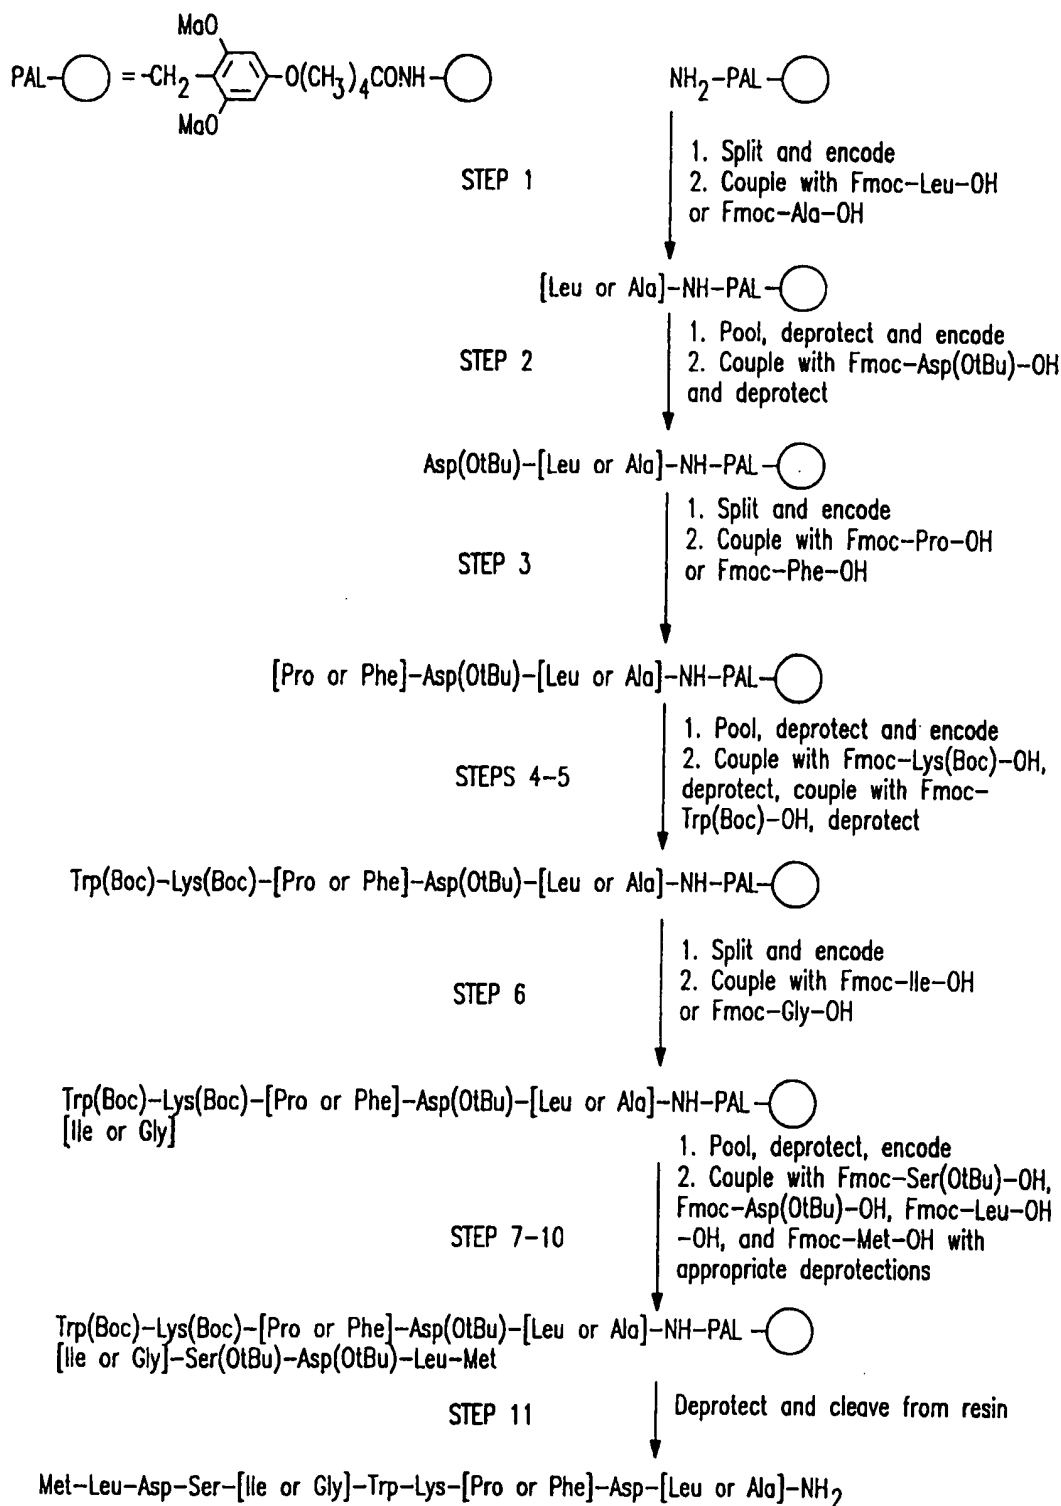 MaO
PAL- =-CH2- -O(CH3)4CONH-
MaO
NH2-PAL-
STEP 1
1. Split and encode
2. Couple with Fmoc-Leu-OH
or Fmoc-Ala-OH
[Leu or Ala]-NH-PAL-
STEP 2
1. Pool, deprotect and encode
2. Couple with Fmoc-Asp(OtBu)-OH
and deprotect
Asp(OtBu)-[Leu or Ala]-NH-PAL-
STEP 3
1. Split and encode
2. Couple with Fmoc-Pro-OH
or Fmoc-Phe-OH
[Pro or Phe]-Asp(OtBu)-[Leu or Ala]-NH-PAL-
STEPS 4-5
1. Pool, deprotect and encode
2. Couple with Fmoc-Lys(Boc)-OH,
deprotect, couple with Fmoc-
Trp(Boc)-OH, deprotect
Trp(Boc)-Lys(Boc)-[Pro or Phe]-Asp(OtBu)-[Leu or Ala]-NH-PAL-
STEP 6
1. Split and encode
2. Couple with Fmoc-Ile-OH
or Fmoc-Gly-OH
Trp(Boc)-Lys(Boc)-[Pro or Phe]-Asp(OtBu)-[Leu or Ala]-NH-PAL-
[Ile or Gly]
STEP 7-10
1. Pool, deprotect, encode
2. Couple with Fmoc-Ser(OtBu)-OH,
Fmoc-Asp(OtBu)-OH, Fmoc-Leu-OH
-OH, and Fmoc-Met-OH with
appropriate deprotections
Trp(Boc)-Lys(Boc)-[Pro or Phe]-Asp(OtBu)-[Leu or Ala]-NH-PAL-
[Ile or Gly]-Ser(OtBu)-Asp(OtBu)-Leu-Met
STEP 11
Deprotect and cleave from resin
Met-Leu-Asp-Ser-[Ile or Gly]-Trp-Lys-[Pro or Phe]-Asp-[Leu or Ala]-NH2